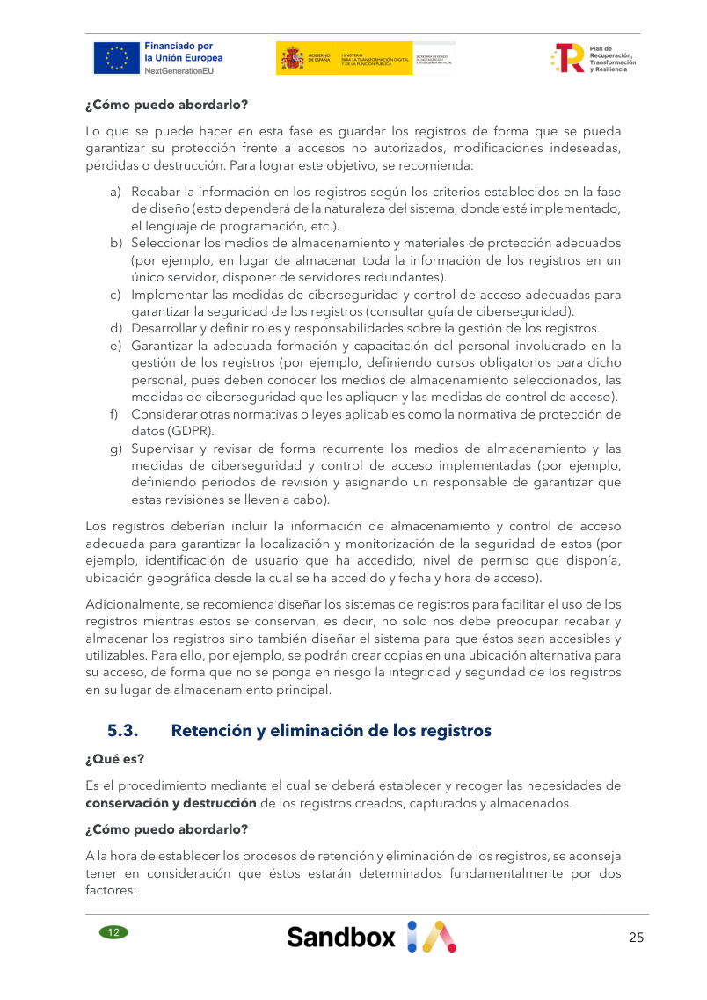 Financiado por
la Unión Europea
NextGenerationEU
GOBIERNO
DE ESPAÑA
MINISTERIO
PARA LA TRANSFORMACIÓN DIGITAL
Y DE LA FUNCIÓN PÚBLICA
SECRETARÍA DE ESTADO
DE DIGITALIZACIÓN
E INTELIGENCIA ARTIFICIAL
Plan de
Recuperación,
Transformación
y Resiliencia
¿Cómo puedo abordarlo?
Lo que se puede hacer en esta fase es guardar los registros de forma que se pueda
garantizar su protección frente a accesos no autorizados, modificaciones indeseadas,
pérdidas o destrucción. Para lograr este objetivo, se recomienda:
a) Recabar la información en los registros según los criterios establecidos en la fase
de diseño (esto dependerá de la naturaleza del sistema, donde esté implementado,
el lenguaje de programación, etc.).
b) Seleccionar los medios de almacenamiento y materiales de protección adecuados
(por ejemplo, en lugar de almacenar toda la información de los registros en un
único servidor, disponer de servidores redundantes).
c) Implementar las medidas de ciberseguridad y control de acceso adecuadas para
garantizar la seguridad de los registros (consultar guía de ciberseguridad).
d) Desarrollar y definir roles y responsabilidades sobre la gestión de los registros.
e) Garantizar la adecuada formación y capacitación del personal involucrado en la
gestión de los registros (por ejemplo, definiendo cursos obligatorios para dicho
personal, pues deben conocer los medios de almacenamiento seleccionados, las
medidas de ciberseguridad que les apliquen y las medidas de control de acceso).
f) Considerar otras normativas o leyes aplicables como la normativa de protección de
datos (GDPR).
g) Supervisar y revisar de forma recurrente los medios de almacenamiento y las
medidas de ciberseguridad y control de acceso implementadas (por ejemplo,
definiendo periodos de revisión y asignando un responsable de garantizar que
estas revisiones se lleven a cabo).
Los registros deberían incluir la información de almacenamiento y control de acceso
adecuada para garantizar la localización y monitorización de la seguridad de estos (por
ejemplo, identificación de usuario que ha accedido, nivel de permiso que disponía,
ubicación geográfica desde la cual se ha accedido y fecha y hora de acceso).
Adicionalmente, se recomienda diseñar los sistemas de registros para facilitar el uso de los
registros mientras estos se conservan, es decir, no solo nos debe preocupar recabar y
almacenar los registros sino también diseñar el sistema para que éstos sean accesibles y
utilizables. Para ello, por ejemplo, se podrán crear copias en una ubicación alternativa para
su acceso, de forma que no se ponga en riesgo la integridad y seguridad de los registros
en su lugar de almacenamiento principal.
5.3. Retención y eliminación de los registros
¿Qué es?
Es el procedimiento mediante el cual se deberá establecer y recoger las necesidades de
conservación y destrucción de los registros creados, capturados y almacenados.
¿Cómo puedo abordarlo?
A la hora de establecer los procesos de retención y eliminación de los registros, se aconseja
tener en consideración que éstos estarán determinados fundamentalmente por dos
factores:
12
Sandbox IA
25